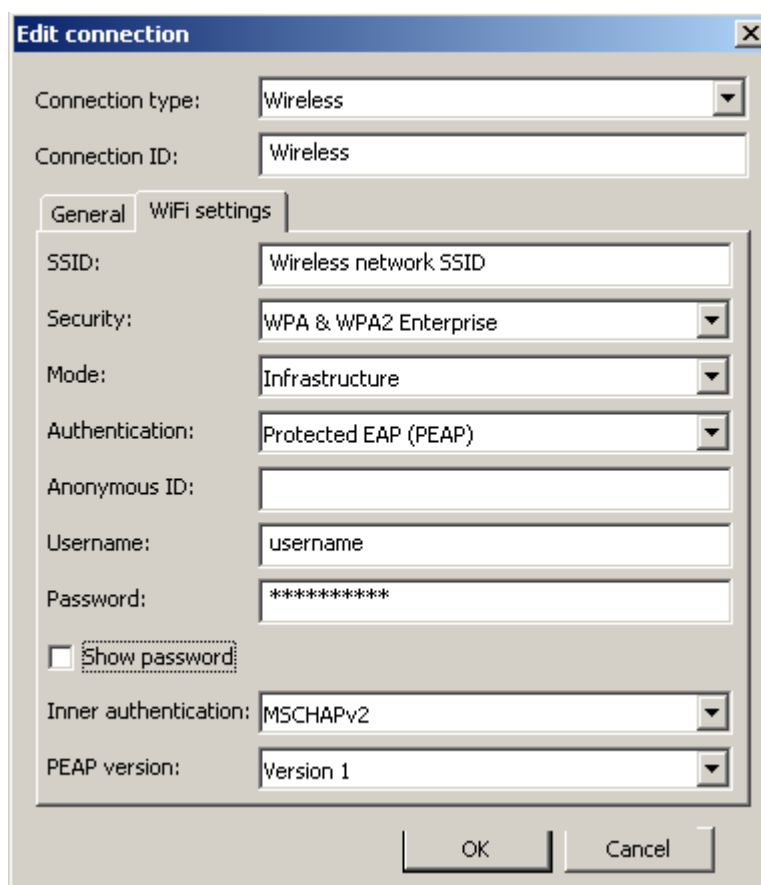 Edit connection
Connection type: Wireless
Connection ID: Wireless
General WiFi settings
SSID: Wireless network SSID
Security: WPA & WPA2 Enterprise
Mode: Infrastructure
Authentication: Protected EAP (PEAP)
Anonymous ID:
Username: username
Password: **********
Show password
Inner authentication: MSCHAPv2
PEAP version: Version 1
OK Cancel